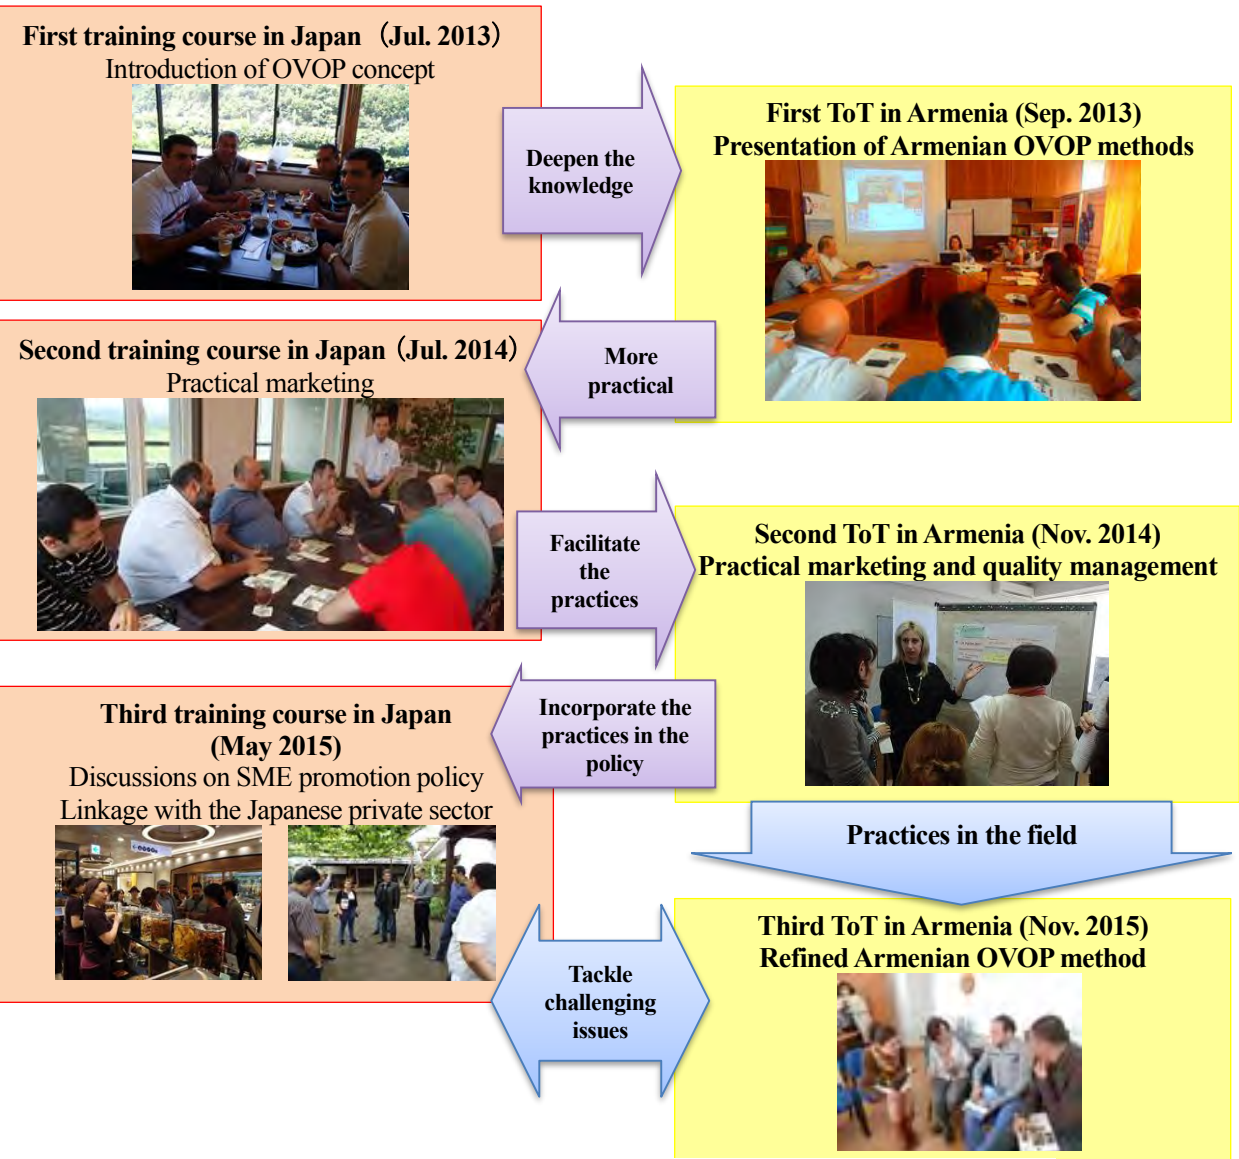 First training course in Japan（Jul. 2013）
Introduction of OVOP concept
Deepen the
knowledge
First ToT in Armenia (Sep. 2013)
Presentation of Armenian OVOP methods
More
practical
Second training course in Japan（Jul. 2014）
Practical marketing
Facilitate
the
practices
Second ToT in Armenia (Nov. 2014)
Practical marketing and quality management
Incorporate the
practices in the
policy
Third training course in Japan
(May 2015)
Discussions on SME promotion policy
Linkage with the Japanese private sector
Practices in the field
Tackle
challenging
issues
Third ToT in Armenia (Nov. 2015)
Refined Armenian OVOP method